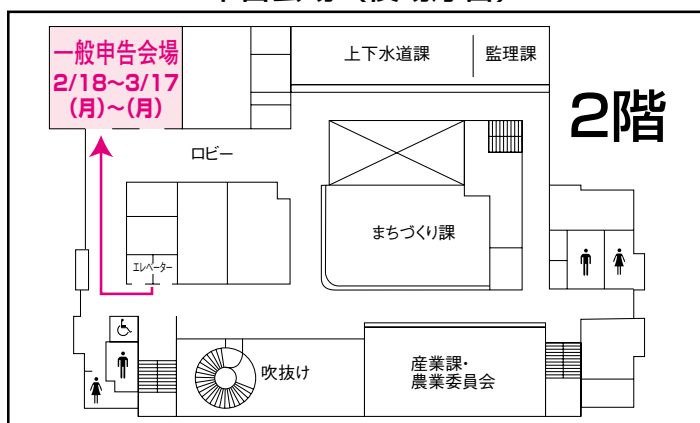 一般申告会場
2/18～3/17
(月)～(月)
上下水道課
監理課
2階
ロビー
まちづくり課
エレベーター
吹抜け
産業課・
農業委員会